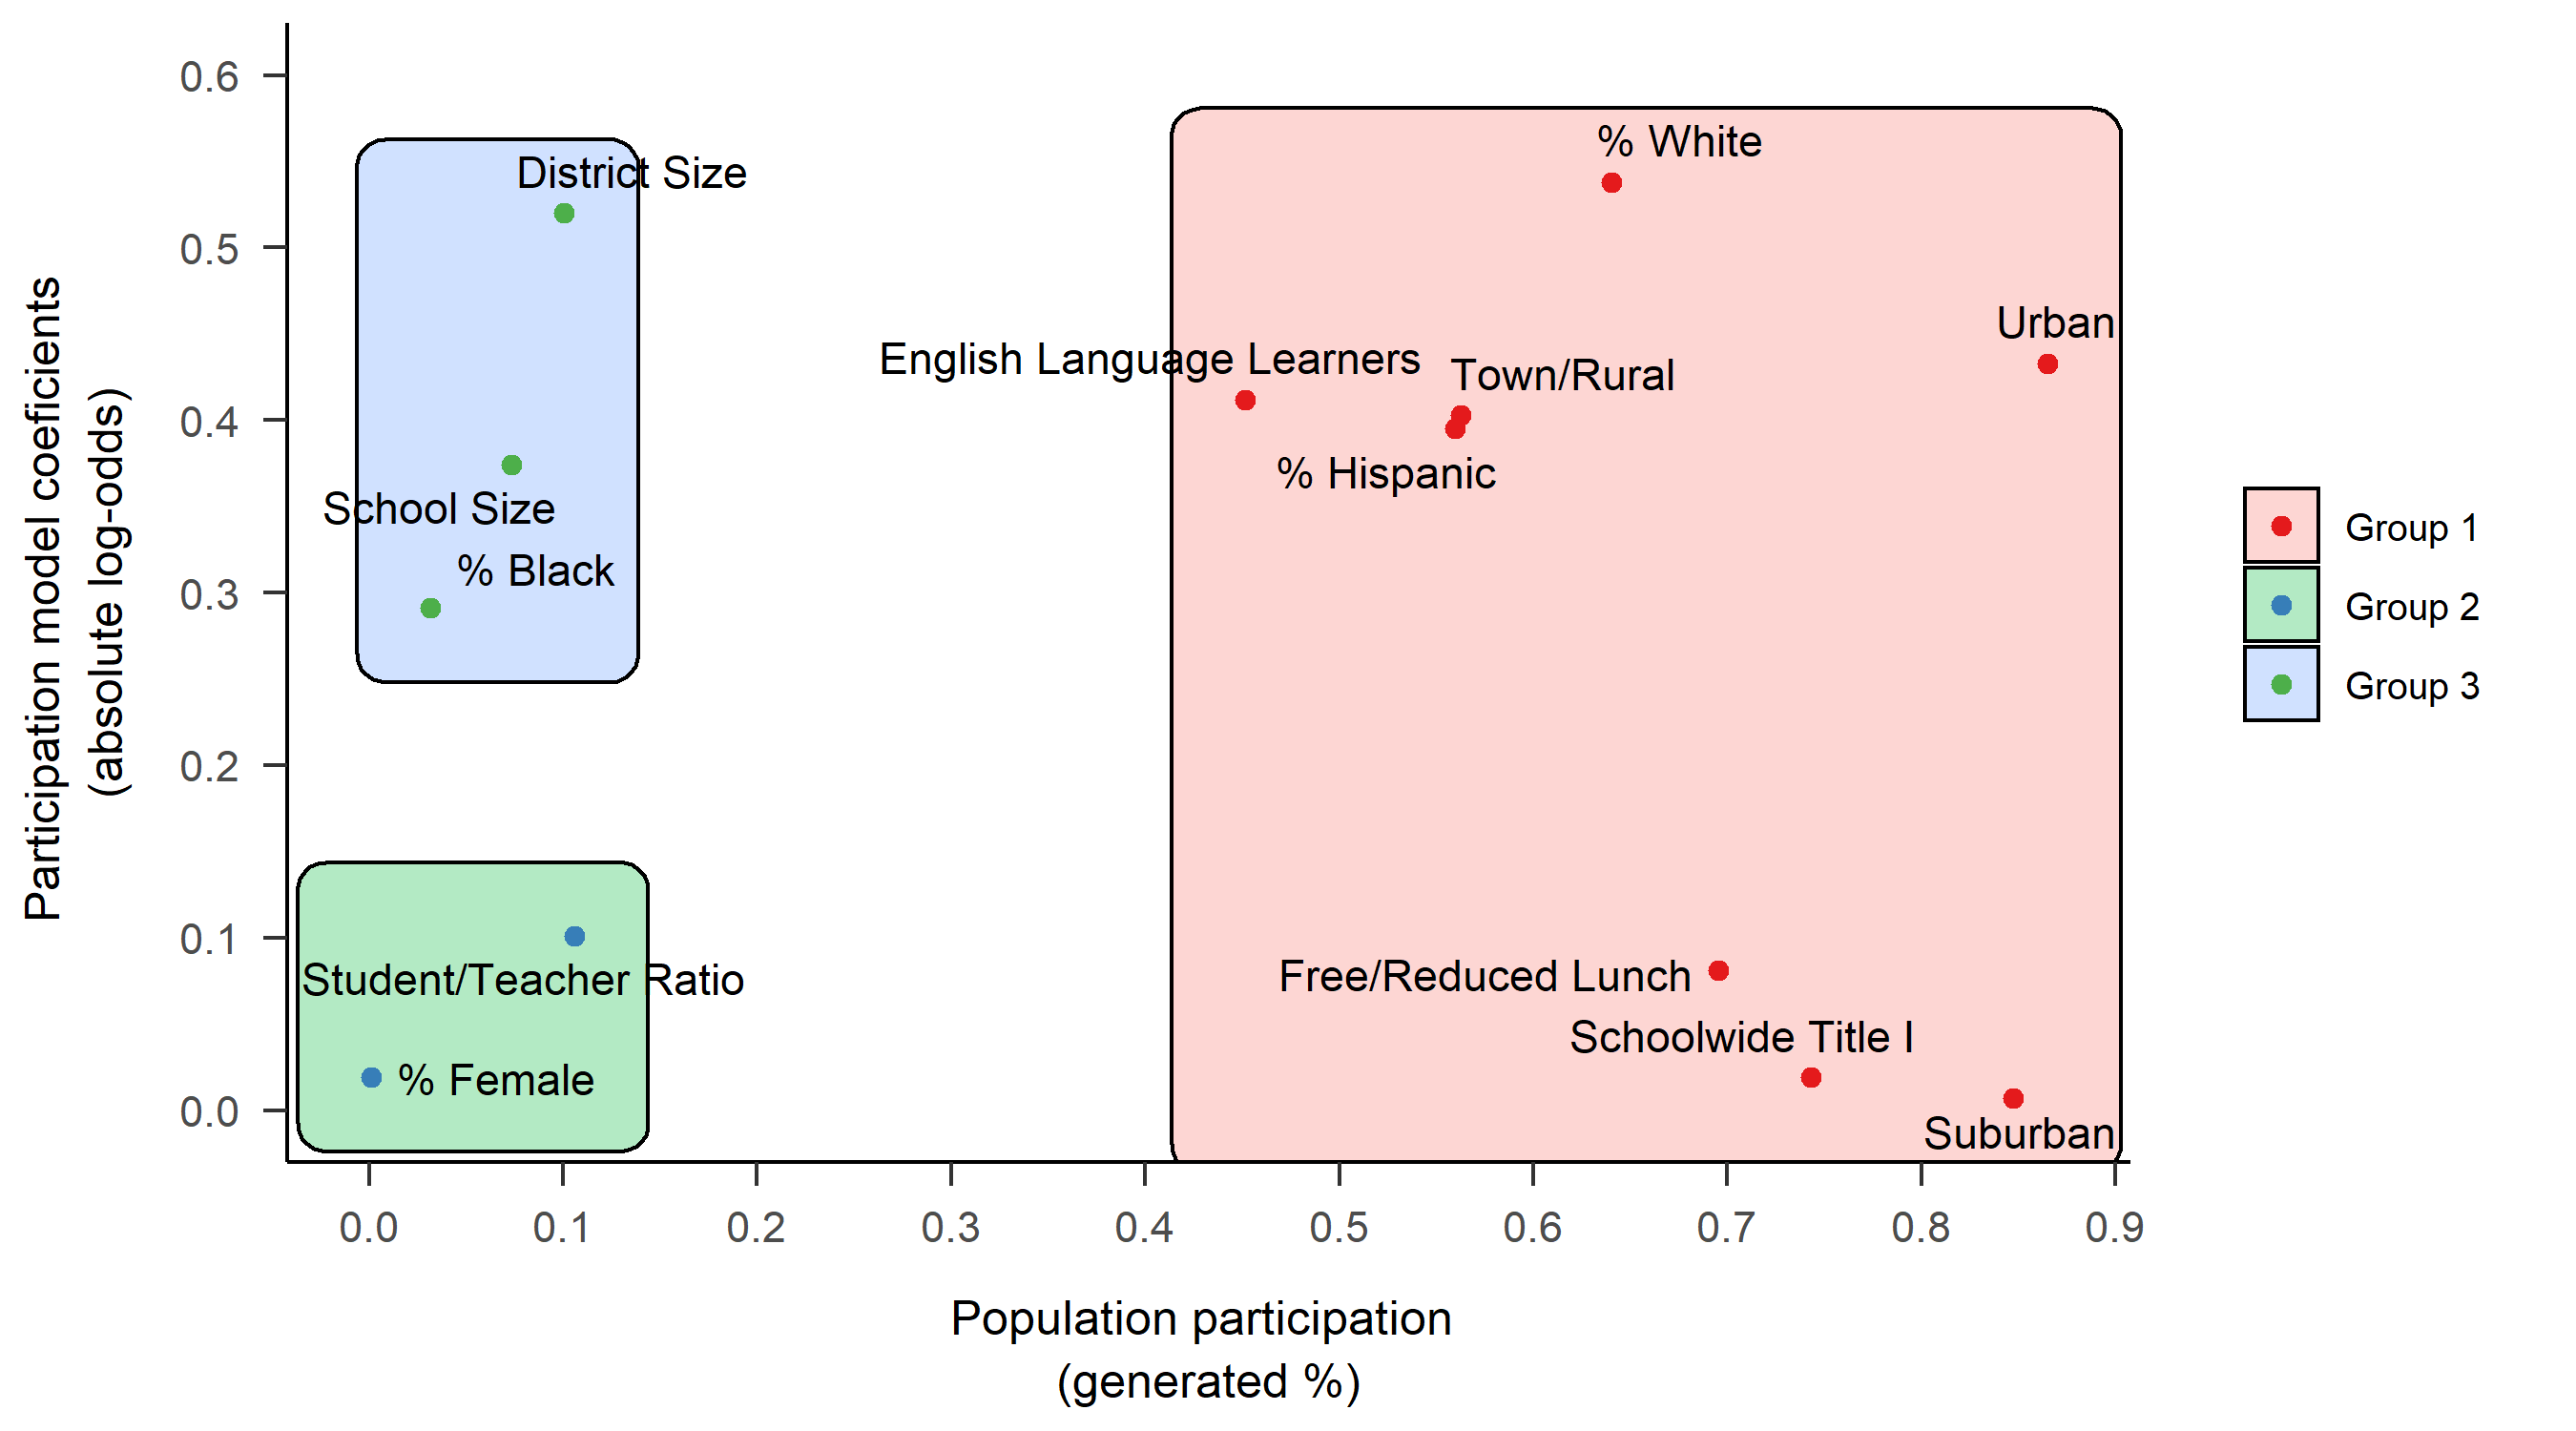 Participation model coeficients
(absolute log-odds)
0.6
0.5
0.4
0.3
0.2
0.1
0.0
% White
District Size
Urban
English Language Learners
Town/Rural
% Hispanic
School Size
% Black
Student/Teacher Ratio
Free/Reduced Lunch
Schoolwide Title I
% Female
Suburban
0.0 0.1 0.2 0.3 0.4 0.5 0.6 0.7 0.8 0.9
Population participation
(generated %)
Group 1
Group 2
Group 3